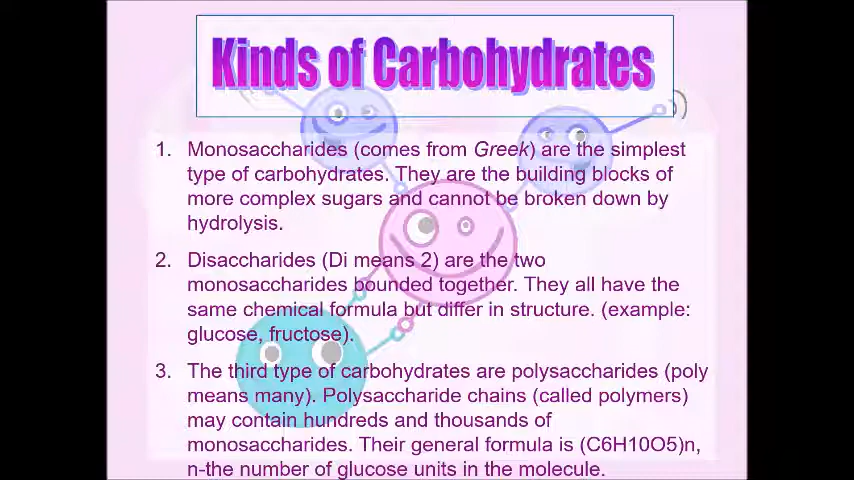 Kinds of Carbohydrates
1. Monosaccharides (comes from Greek) are the simplest
type of carbohydrates. They are the building blocks of
more complex sugars and cannot be broken down by
hydrolysis.
2. Disaccharides (Di means 2) are the two
monosaccharides bounded together. They all have the
same chemical formula but differ in structure. (example:
glucose, fructose).
3. The third type of carbohydrates are polysaccharides (poly
means many). Polysaccharide chains (called polymers)
may contain hundreds and thousands of
monosaccharides. Their general formula is (C6H10O5)n,
n-the number of glucose units in the molecule.